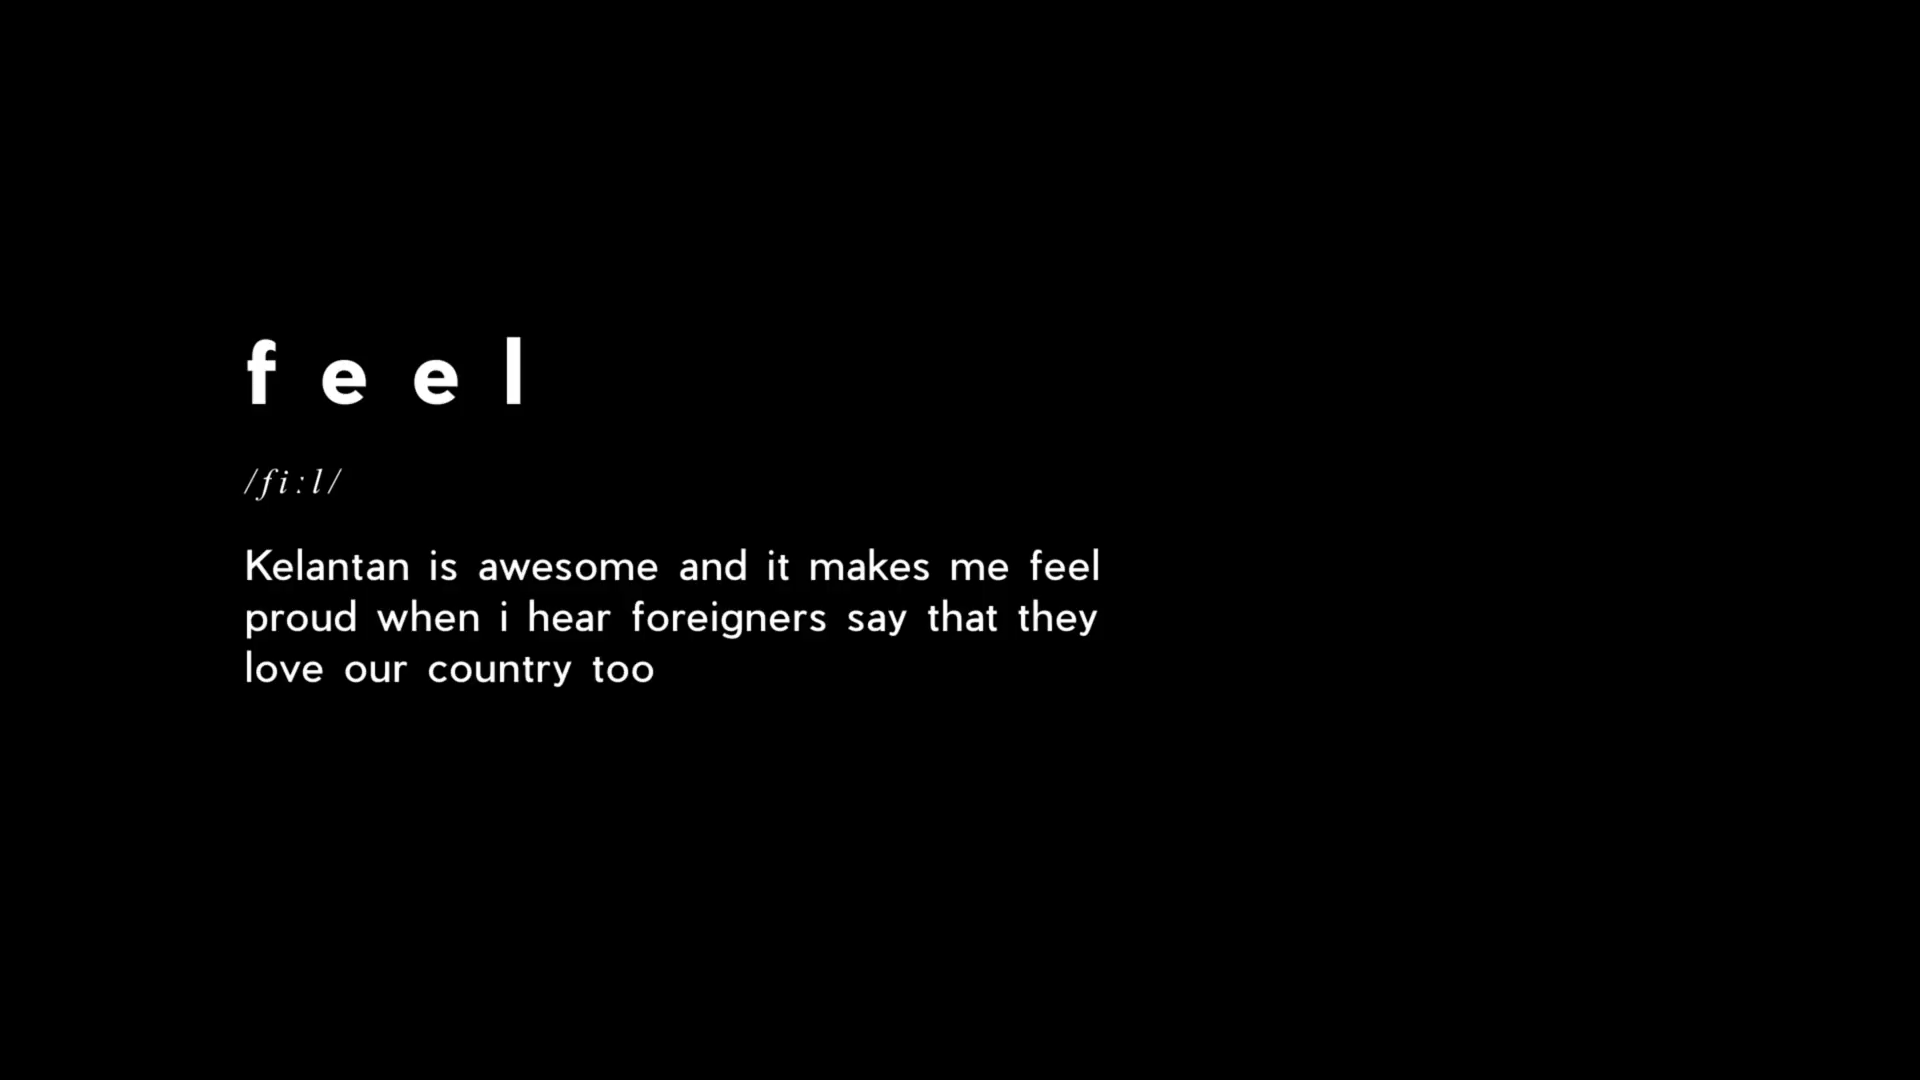 feel
/fi:l/
Kelantan is awesome and it makes me feel
proud when i hear foreigners say that they
love our country too